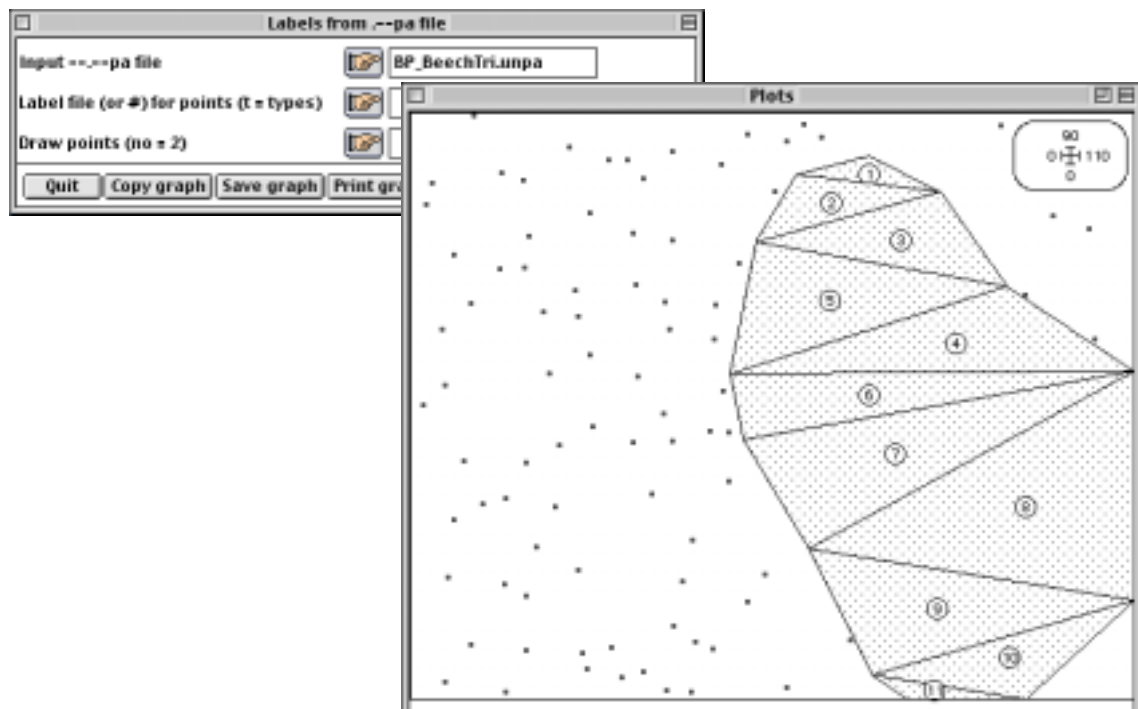 Labels from .--pa file
Input --.--pa file
BP_BeechTri.unpa
Label file (or #) for points (t = types)
Draw points (no = 2)
Quit
Copy graph
Save graph
Print gra
Plots
90
0 110
0
1
2
3
5
4
6
7
8
9
10
11